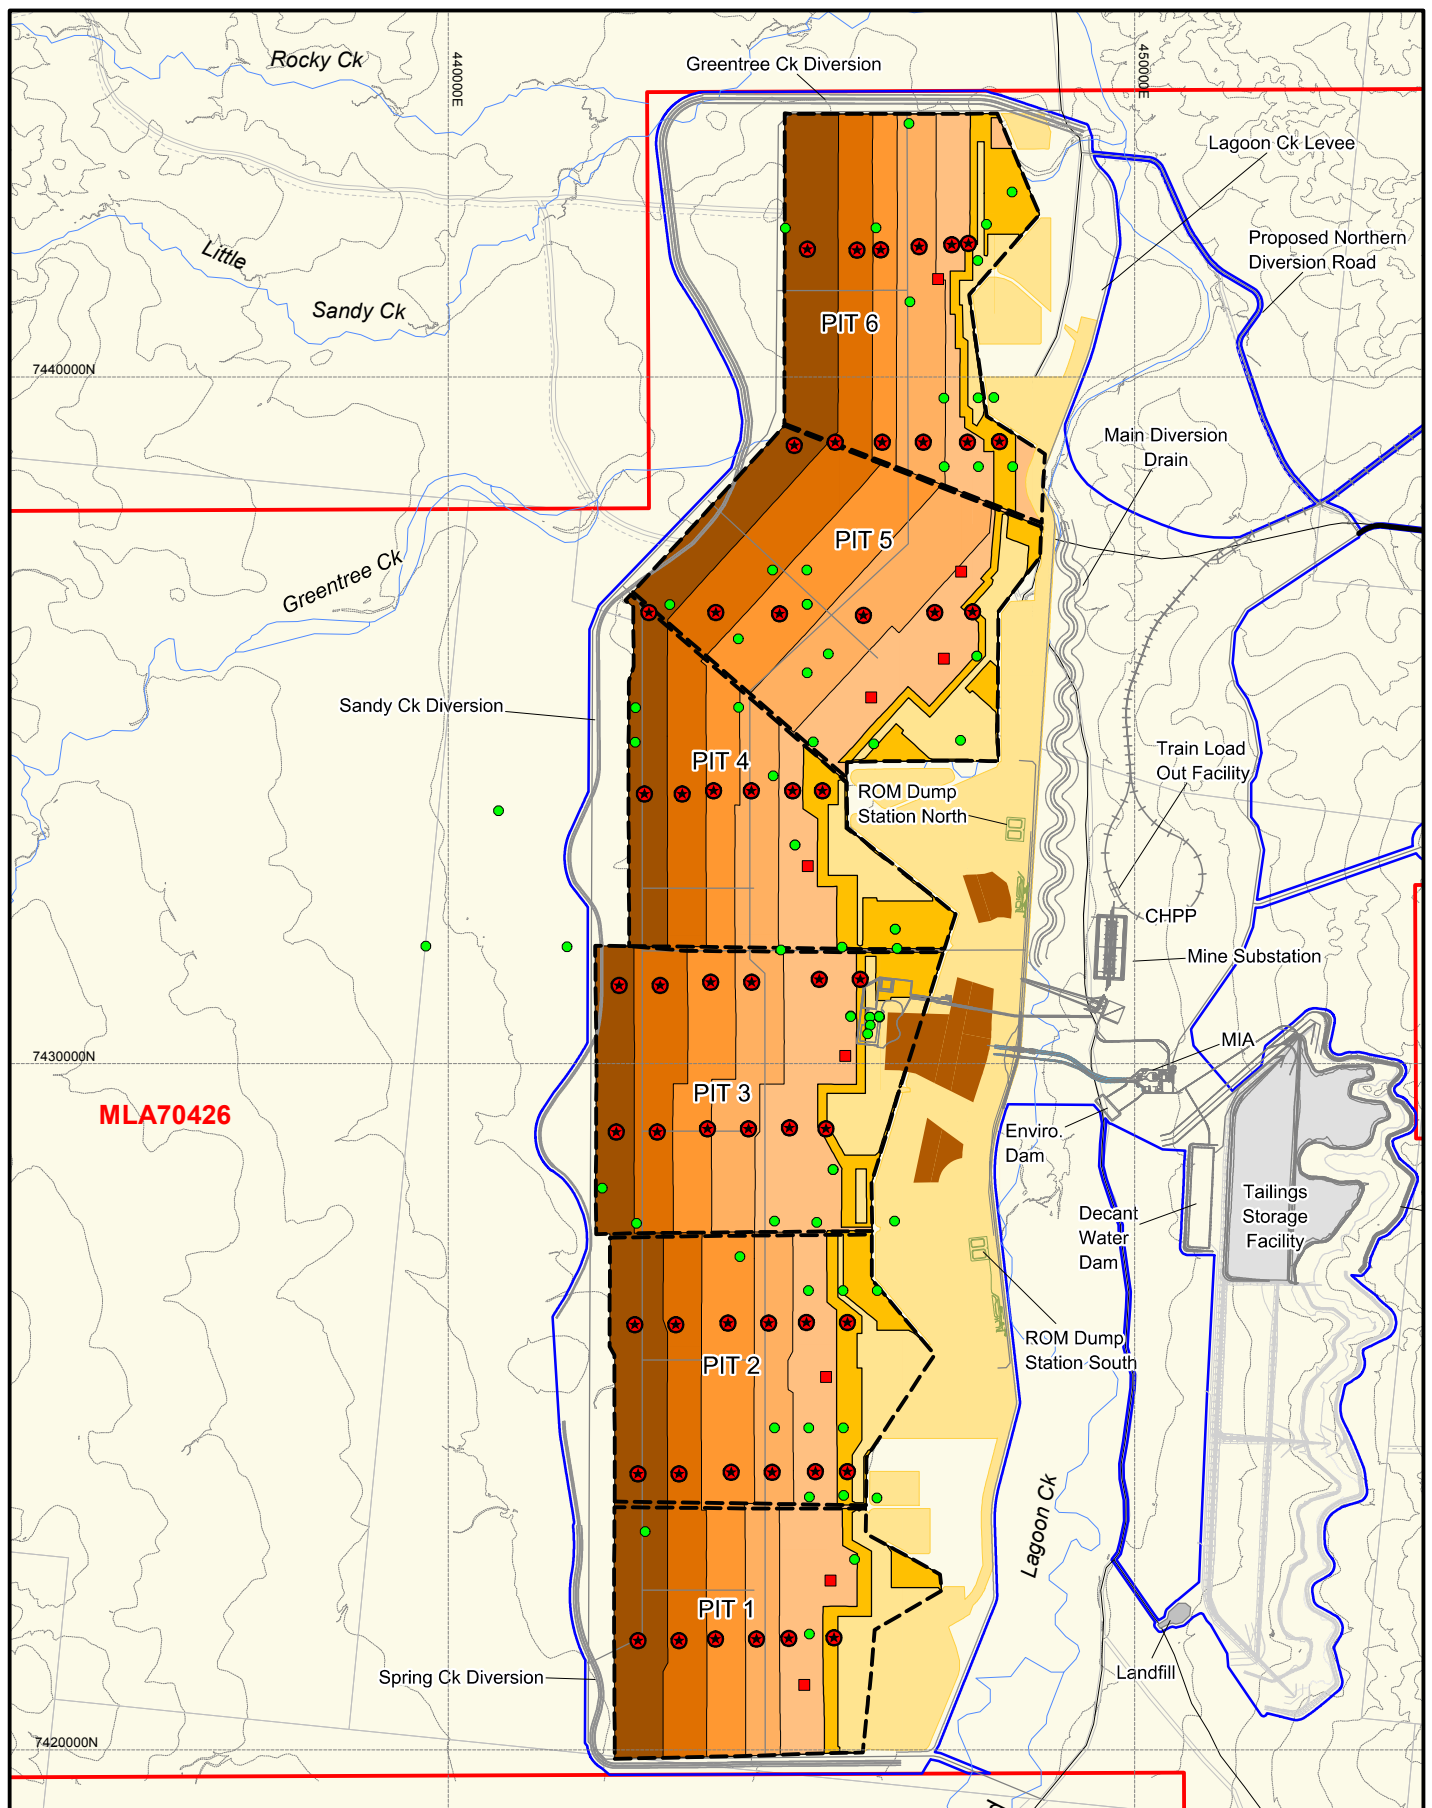 Rocky Ck
440000E
Greentree Ck Diversion
450000E
Lagoon Ck Levee
Proposed Northern
Diversion Road
Little
Sandy Ck
PIT 6
7440000N
Main Diversion
Drain
PIT 5
Greentree Ck
Sandy Ck Diversion
PIT 4
Train Load
Out Facility
ROM Dump
Station North
CHPP
Mine Substation
7430000N
MIA
MLA70426
PIT 3
Enviro.
Dam
Tailings
Storage
Facility
Decant
Water
Dam
ROM Dump
Station South
PIT 2
Lagoon Ck
PIT 1
Spring Ck Diversion
Landfill
7420000N